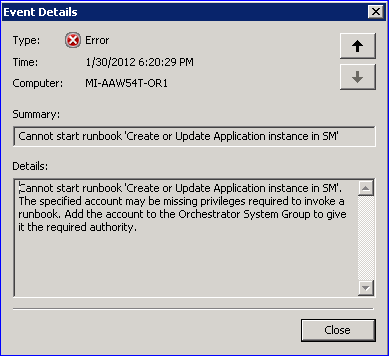 Event Details
Type: Error
Time: 1/30/2012 6:20:29 PM
Computer: MI-AAW54T-OR1
Summary:
Cannot start runbook 'Create or Update Application instance in SM'
Details:
Cannot start runbook 'Create or Update Application instance in SM'.
The specified account may be missing privileges required to invoke a
runbook. Add the account to the Orchestrator System Group to give
it the required authority.
Close